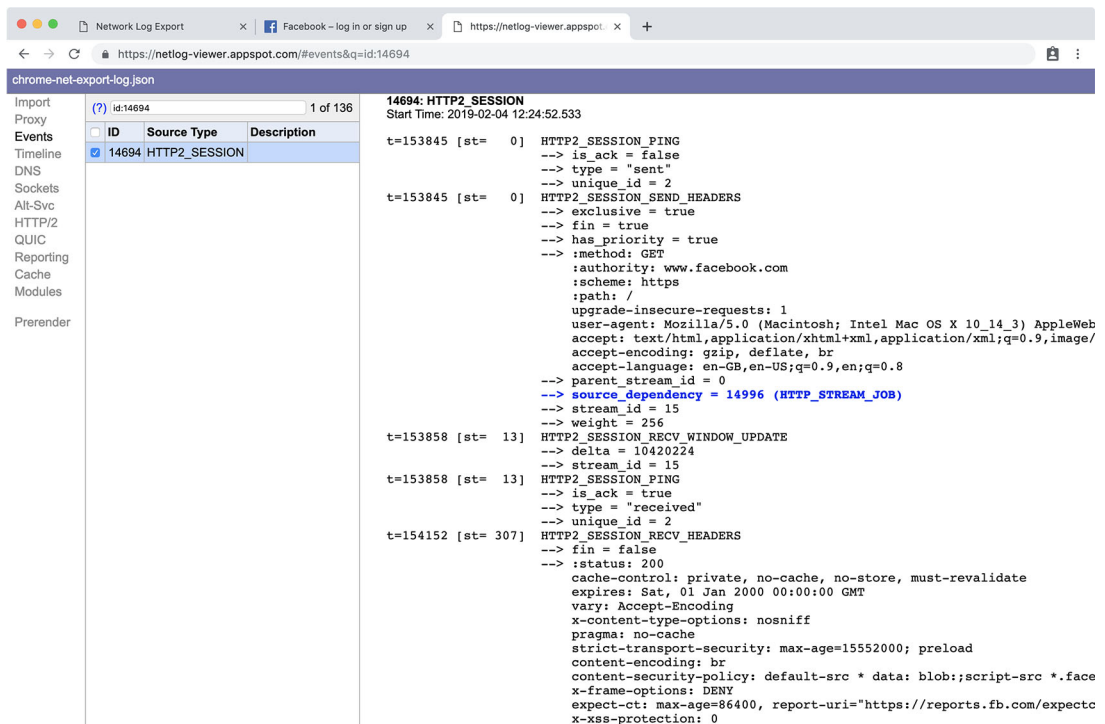 Network Log Export
Facebook – log in or sign up
https://netlog-viewer.appspot.
https://netlog-viewer.appspot.com/#events&q=id:14694
chrome-net-export-log.json
Import
Proxy
Events
Timeline
DNS
Sockets
Alt-Svc
HTTP/2
QUIC
Reporting
Cache
Modules
Prerender
(?) id:14694 1 of 136
ID Source Type Description
14694 HTTP2_SESSION
14694: HTTP2_SESSION
Start Time: 2019-02-04 12:24:52.533
t=153845 [st=   0]  HTTP2_SESSION_PING
--> is_ack = false
--> type = "sent"
--> unique_id = 2
t=153845 [st=   0]  HTTP2_SESSION_SEND_HEADERS
--> exclusive = true
--> fin = true
--> has_priority = true
--> :method: GET
:authority: www.facebook.com
:scheme: https
:path: /
upgrade-insecure-requests: 1
user-agent: Mozilla/5.0 (Macintosh; Intel Mac OS X 10_14_3) AppleWeb
accept: text/html,application/xhtml+xml,application/xml;q=0.9,image/
accept-encoding: gzip, deflate, br
accept-language: en-GB,en-US;q=0.9,en;q=0.8
--> parent_stream_id = 0
--> source_dependency = 14996 (HTTP_STREAM_JOB)
--> stream_id = 15
--> weight = 256
t=153858 [st=  13]  HTTP2_SESSION_RECV_WINDOW_UPDATE
--> delta = 10420224
--> stream_id = 15
t=153858 [st=  13]  HTTP2_SESSION_PING
--> is_ack = true
--> type = "received"
--> unique_id = 2
t=154152 [st= 307]  HTTP2_SESSION_RECV_HEADERS
--> fin = false
--> :status: 200
cache-control: private, no-cache, no-store, must-revalidate
expires: Sat, 01 Jan 2000 00:00:00 GMT
vary: Accept-Encoding
x-content-type-options: nosniff
pragma: no-cache
strict-transport-security: max-age=15552000; preload
content-encoding: br
content-security-policy: default-src * data: blob:;script-src *.face
x-frame-options: DENY
expect-ct: max-age=86400, report-uri="https://reports.fb.com/expectc
x-xss-protection: 0